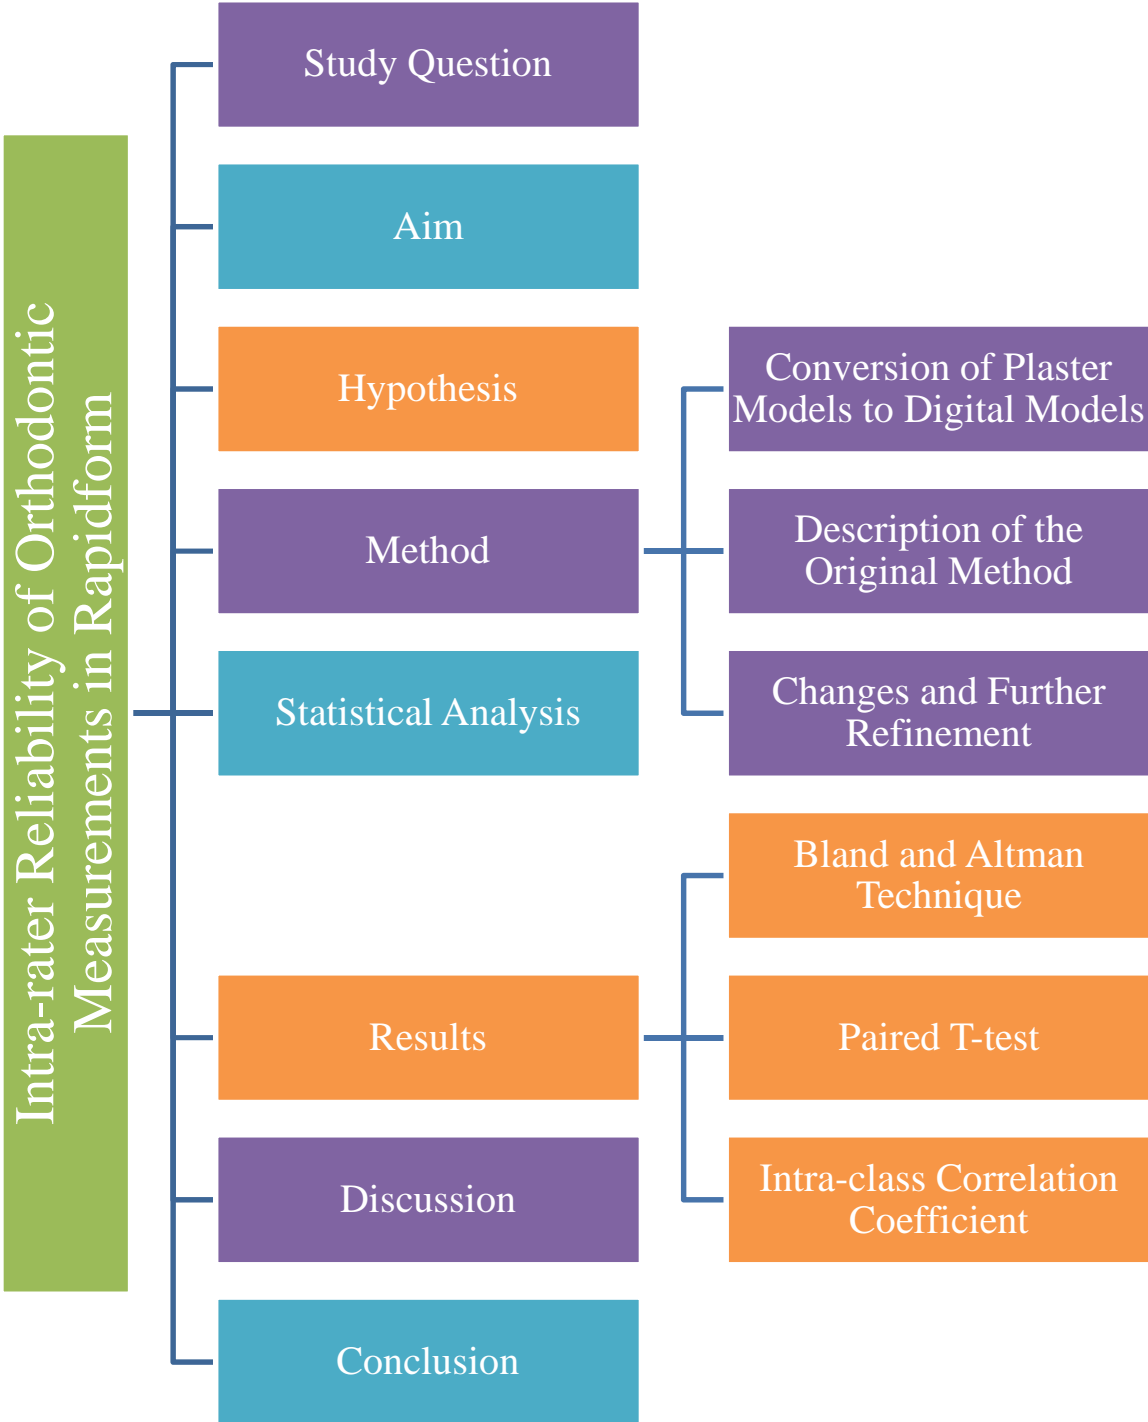 Intra-rater Reliability of Orthodontic
Measurements in Rapidform
Study Question
Aim
Hypothesis
Method
Conversion of Plaster
Models to Digital Models
Description of the
Original Method
Changes and Further
Refinement
Statistical Analysis
Results
Bland and Altman
Technique
Paired T-test
Intra-class Correlation
Coefficient
Discussion
Conclusion